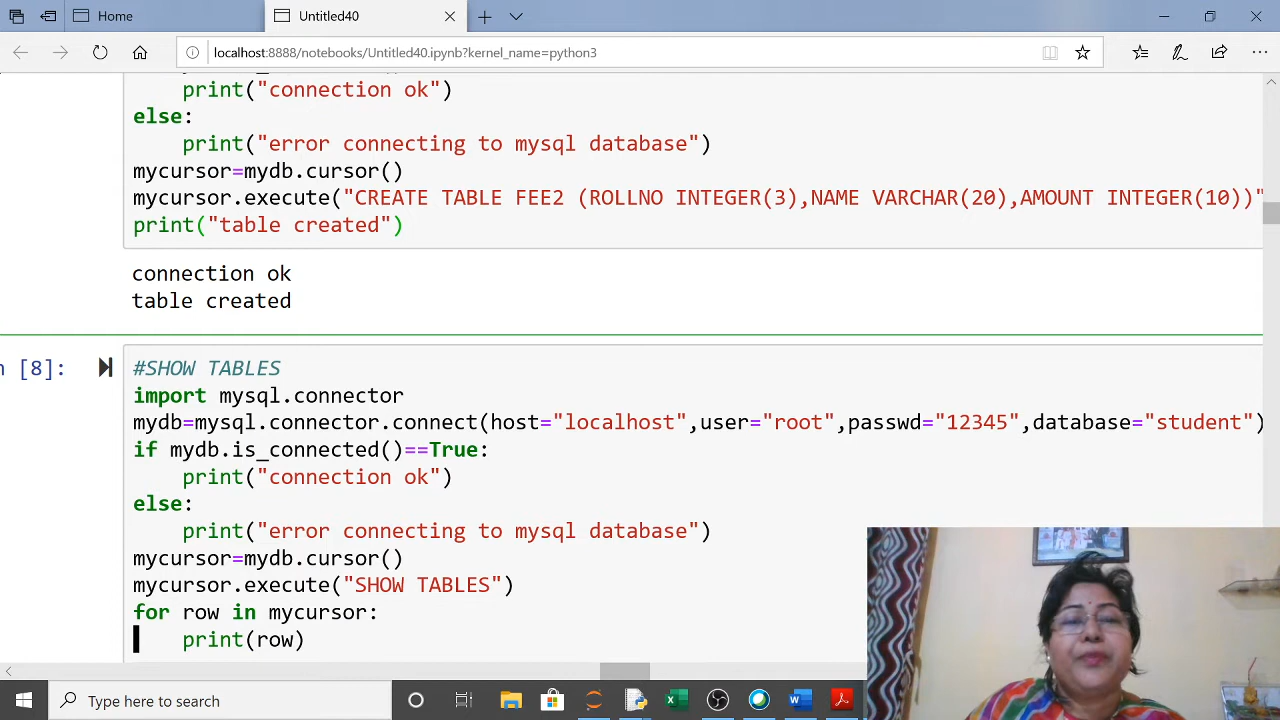 Home
Untitled40
localhost:8888/notebooks/Untitled40.ipynb?kernel_name=python3
print("connection ok")
else:
print("error connecting to mysql database")
mycursor=mydb.cursor()
mycursor.execute("CREATE TABLE FEE2 (ROLLNO INTEGER(3),NAME VARCHAR(20),AMOUNT INTEGER(10))"
print("table created")
connection ok
table created
[8]:
#SHOW TABLES
import mysql.connector
mydb=mysql.connector.connect(host="localhost",user="root",passwd="12345",database="student")
if mydb.is_connected()==True:
print("connection ok")
else:
print("error connecting to mysql database")
mycursor=mydb.cursor()
mycursor.execute("SHOW TABLES")
for row in mycursor:
print(row)
Type here to search